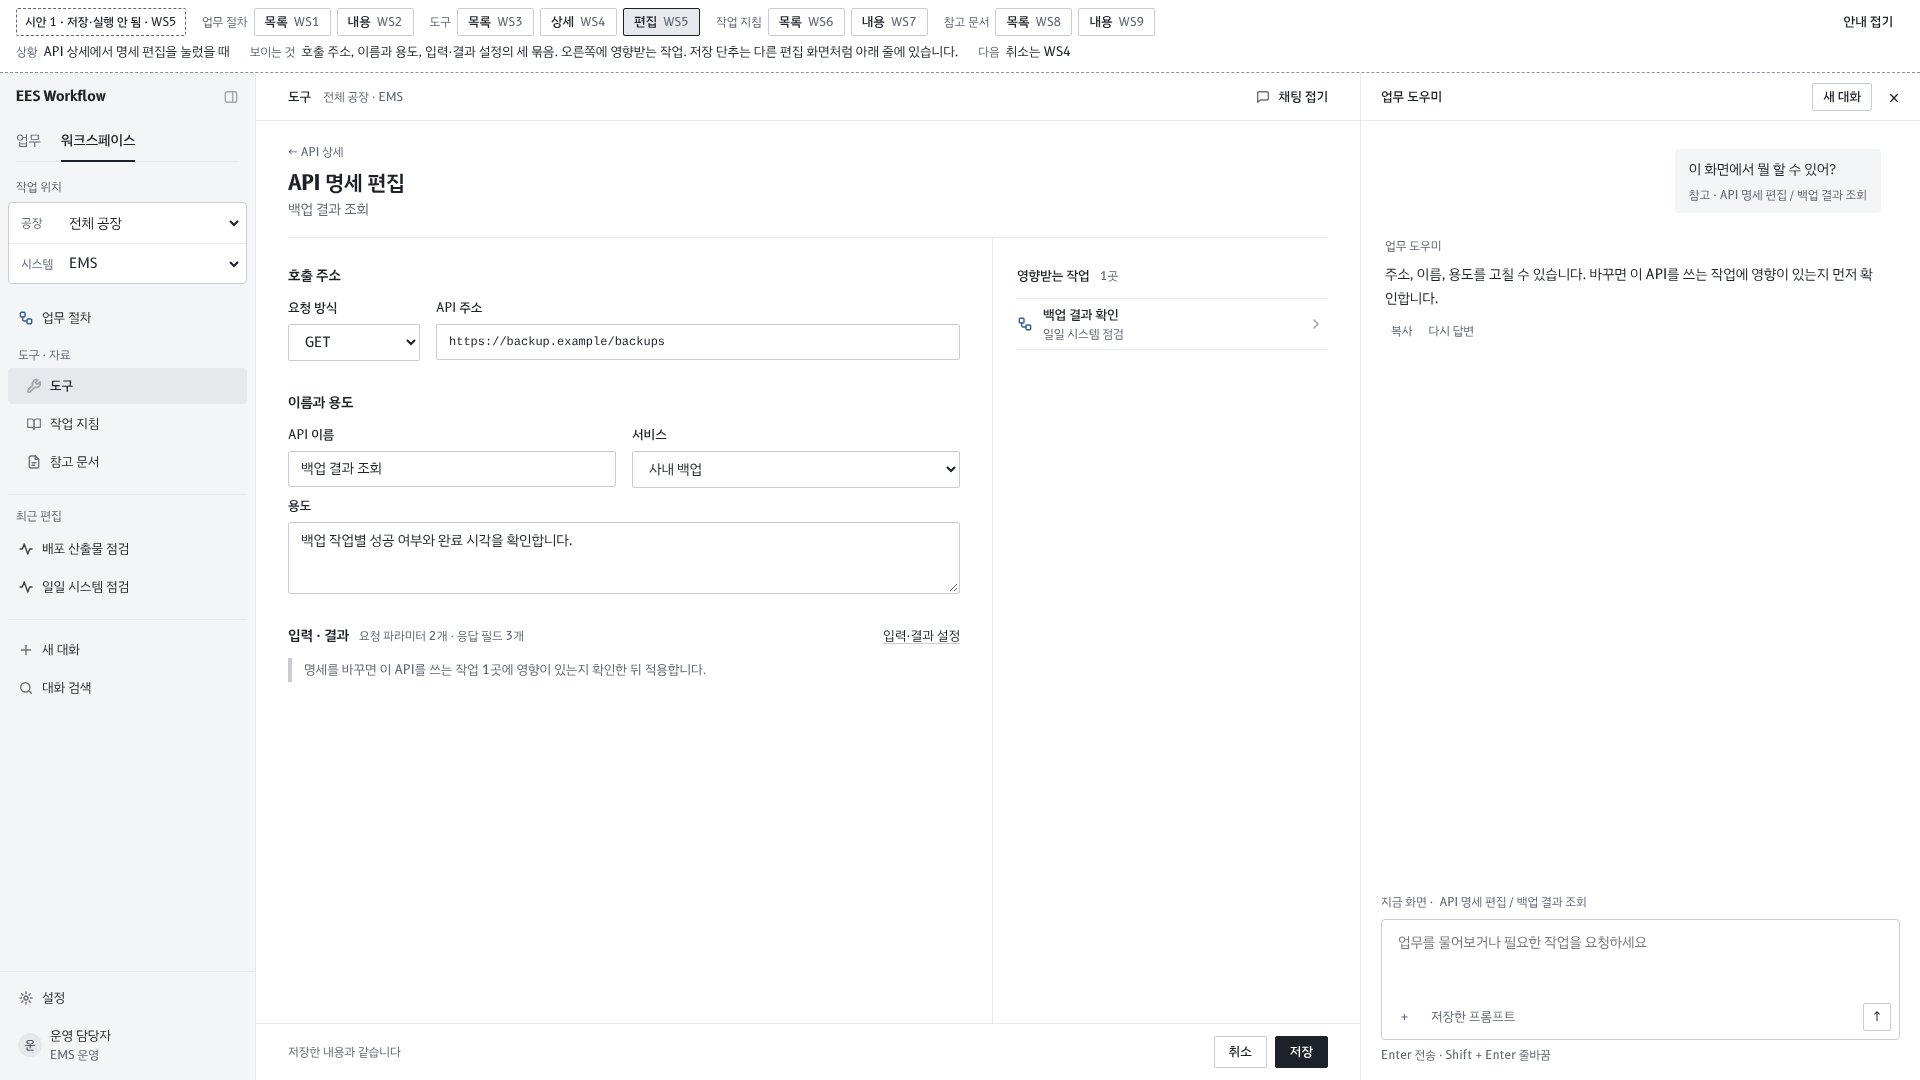 시안 1 · 저장·실행 안 됨 · WS5 업무 절차 목록 WS1 내용 WS2 도구 목록 WS3 상세 WS4 편집 WS5 작업 지침 목록 WS6 내용 WS7 참고 문서 목록 WS8 내용 WS9 안내 접기
상황 API 상세에서 명세 편집을 눌렀을 때 보이는 것 호출 주소, 이름과 용도, 입력·결과 설정의 세 묶음. 오른쪽에 영향받는 작업. 저장 단추는 다른 편집 화면처럼 아래 줄에 있습니다. 다음 취소는 WS4
EES Workflow
업무 워크스페이스
작업 위치
공장 전체 공장
시스템 EMS
업무 절차
도구 · 자료
도구
작업 지침
참고 문서
최근 편집
배포 산출물 점검
일일 시스템 점검
새 대화
대화 검색
설정
운 운영 담당자
EMS 운영
도구 전체 공장 · EMS 채팅 접기
← API 상세
API 명세 편집
백업 결과 조회
호출 주소
요청 방식 API 주소
GET https://backup.example/backups
이름과 용도
API 이름 서비스
백업 결과 조회 사내 백업
용도
백업 작업별 성공 여부와 완료 시각을 확인합니다.
입력 · 결과 요청 파라미터 2개 · 응답 필드 3개 입력·결과 설정
명세를 바꾸면 이 API를 쓰는 작업 1곳에 영향이 있는지 확인한 뒤 적용합니다.
영향받는 작업 1곳
백업 결과 확인
일일 시스템 점검
저장한 내용과 같습니다 취소 저장
업무 도우미 새 대화 ×
이 화면에서 뭘 할 수 있어?
참고 · API 명세 편집 / 백업 결과 조회
업무 도우미
주소, 이름, 용도를 고칠 수 있습니다. 바꾸면 이 API를 쓰는 작업에 영향이 있는지 먼저 확
인합니다.
복사 다시 답변
지금 화면 · API 명세 편집 / 백업 결과 조회
업무를 물어보거나 필요한 작업을 요청하세요
+ 저장한 프롬프트 ↑
Enter 전송 · Shift + Enter 줄바꿈